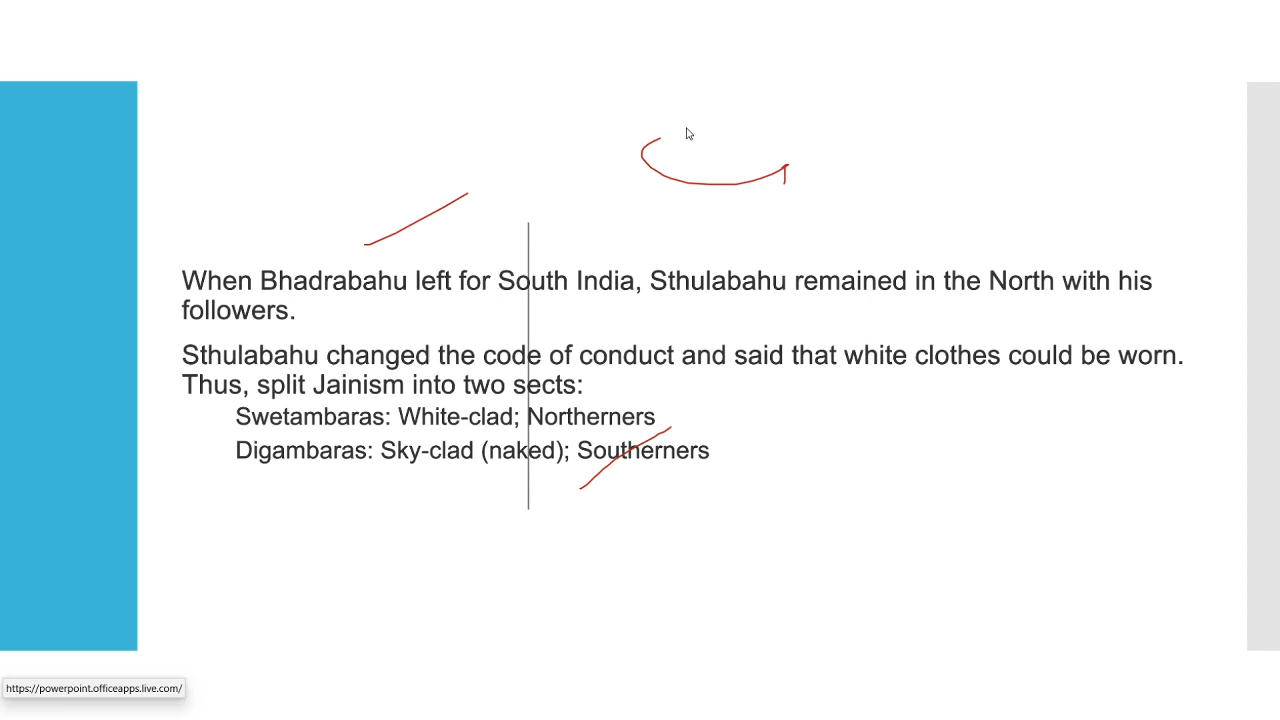 When Bhadrabahu left for South India, Sthulabahu remained in the North with his
followers.
Sthulabahu changed the code of conduct and said that white clothes could be worn.
Thus, split Jainism into two sects:
Swetambaras: White-clad; Northerners
Digambaras: Sky-clad (naked); Southerners
https://powerpoint.officeapps.live.com/